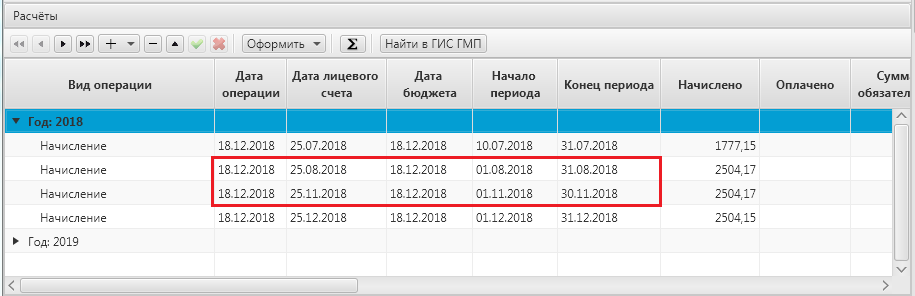 Расчёты
Оформить Σ Найти в ГИС ГМП
Вид операции Дата операции Дата лицевого счета Дата бюджета Начало периода Конец периода Начислено Оплачено Сумм обязател
Год: 2018
Начисление 18.12.2018 25.07.2018 18.12.2018 10.07.2018 31.07.2018 1777,15
Начисление 18.12.2018 25.08.2018 18.12.2018 01.08.2018 31.08.2018 2504,17
Начисление 18.12.2018 25.11.2018 18.12.2018 01.11.2018 30.11.2018 2504,17
Начисление 18.12.2018 25.12.2018 18.12.2018 01.12.2018 31.12.2018 2504,15
Год: 2019